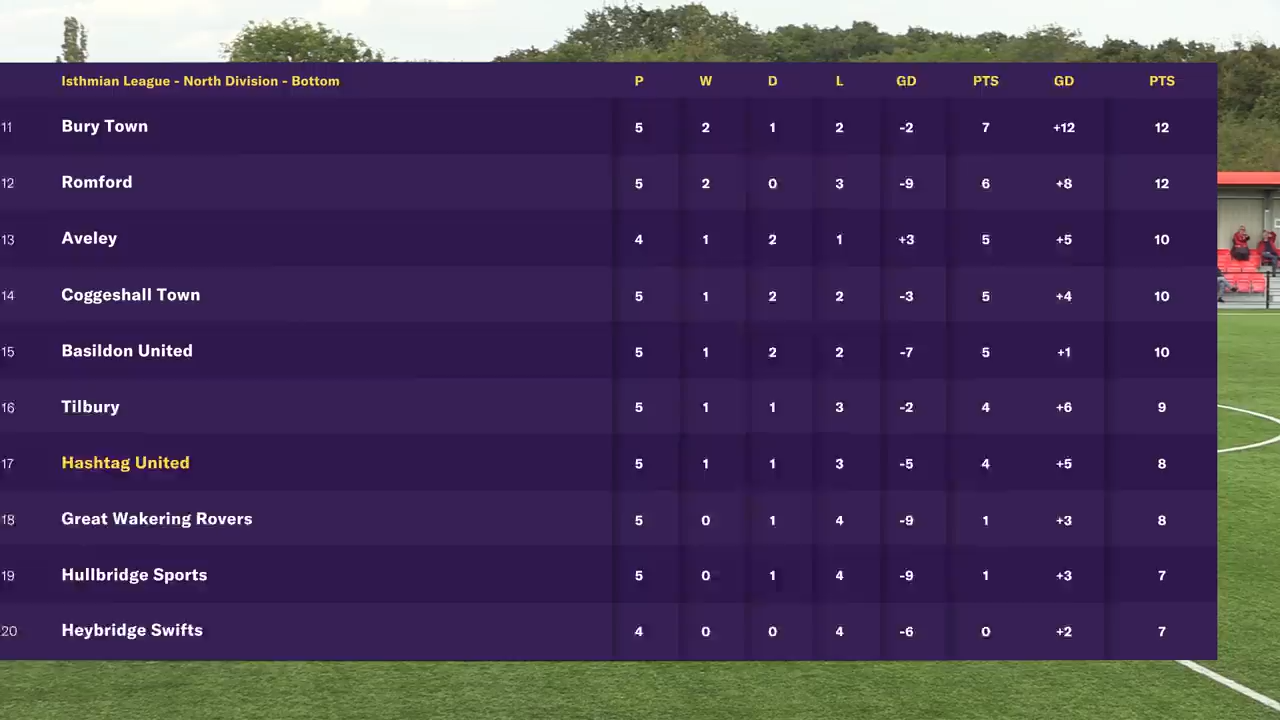 Isthmian League - North Division - Bottom P W D L GD PTS GD PTS
11 Bury Town 5 2 1 2 -2 7 +12 12
12 Romford 5 2 0 3 -9 6 +8 12
13 Aveley 4 1 2 1 +3 5 +5 10
14 Coggeshall Town 5 1 2 2 -3 5 +4 10
15 Basildon United 5 1 2 2 -7 5 +1 10
16 Tilbury 5 1 1 3 -2 4 +6 9
17 Hashtag United 5 1 1 3 -5 4 +5 8
18 Great Wakering Rovers 5 0 1 4 -9 1 +3 8
19 Hullbridge Sports 5 0 1 4 -9 1 +3 7
20 Heybridge Swifts 4 0 0 4 -6 0 +2 7